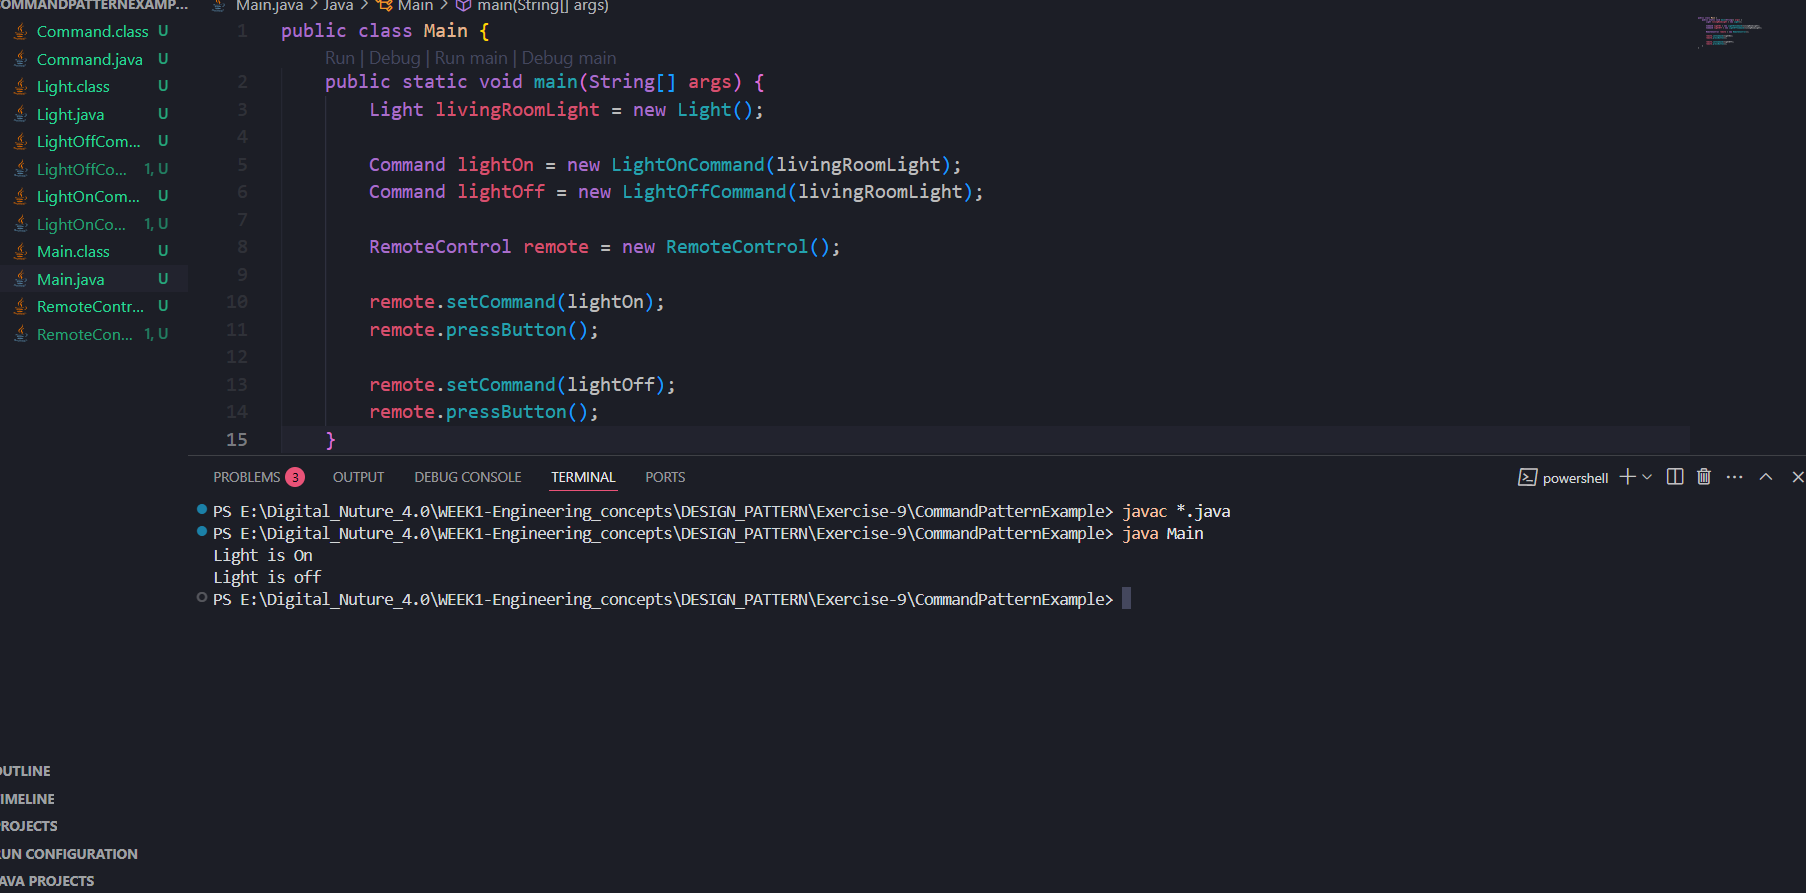 OMMANDPATTERNEXAMP...
Command.class U
Command.java U
Light.class U
Light.java U
LightOffCom... U
LightOffCo... 1, U
LightOnCom... U
LightOnCo... 1, U
Main.class U
Main.java U
RemoteContr... U
RemoteCon... 1, U
OUTLINE
TIMELINE
PROJECTS
RUN CONFIGURATION
JAVA PROJECTS
Main.java > Java > Main > main(String[] args)
1 public class Main {
Run | Debug | Run main | Debug main
2 public static void main(String[] args) {
3 Light livingRoomLight = new Light();
4
5 Command lightOn = new LightOnCommand(livingRoomLight);
6 Command lightOff = new LightOffCommand(livingRoomLight);
7
8 RemoteControl remote = new RemoteControl();
9
10 remote.setCommand(lightOn);
11 remote.pressButton();
12
13 remote.setCommand(lightOff);
14 remote.pressButton();
15 }
PROBLEMS 3 OUTPUT DEBUG CONSOLE TERMINAL PORTS powershell
PS E:\Digital_Nuture_4.0\WEEK1-Engineering_concepts\DESIGN_PATTERN\Exercise-9\CommandPatternExample> javac *.java
PS E:\Digital_Nuture_4.0\WEEK1-Engineering_concepts\DESIGN_PATTERN\Exercise-9\CommandPatternExample> java Main
Light is On
Light is off
PS E:\Digital_Nuture_4.0\WEEK1-Engineering_concepts\DESIGN_PATTERN\Exercise-9\CommandPatternExample>